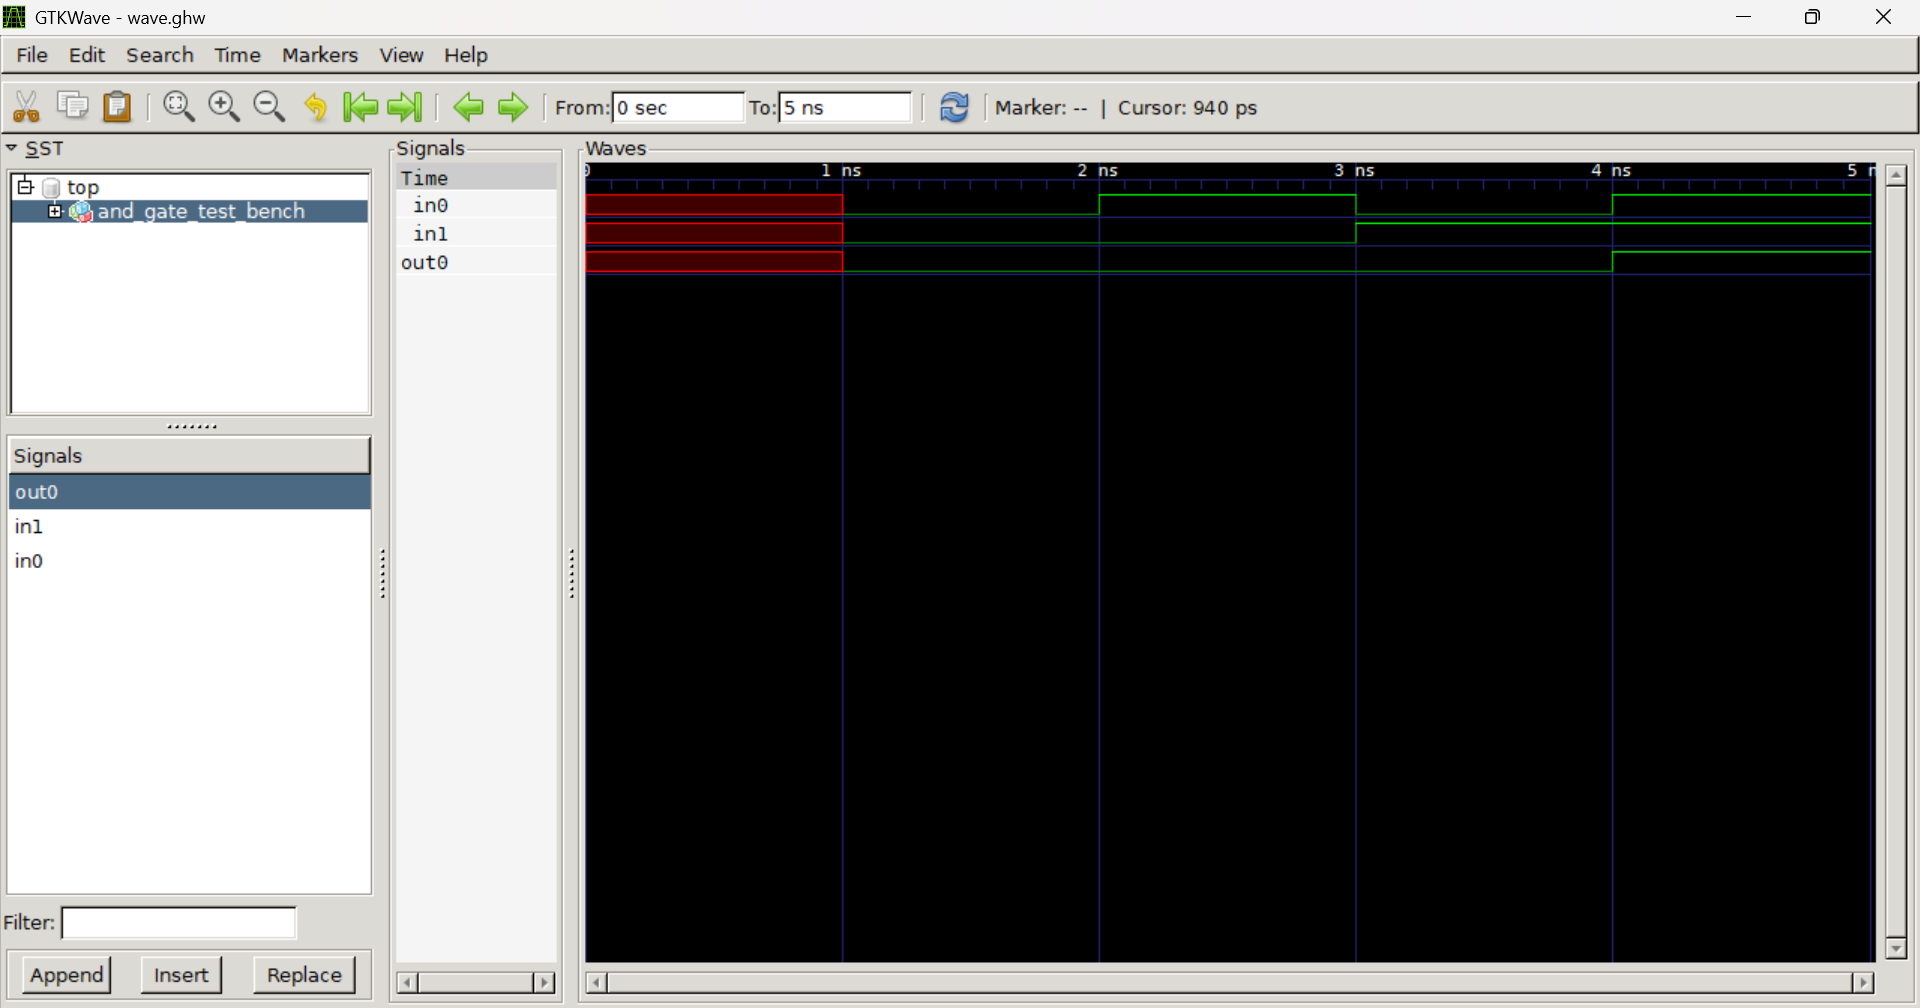 GTKWave - wave.ghw
File Edit Search Time Markers View Help
From: 0 sec To: 5 ns Marker: -- | Cursor: 940 ps
SST
top
and_gate_test_bench
Signals
out0
in1
in0
Filter:
Append Insert Replace
Signals
Time
in0
in1
out0
Waves
0 1 ns 2 ns 3 ns 4 ns 5 n